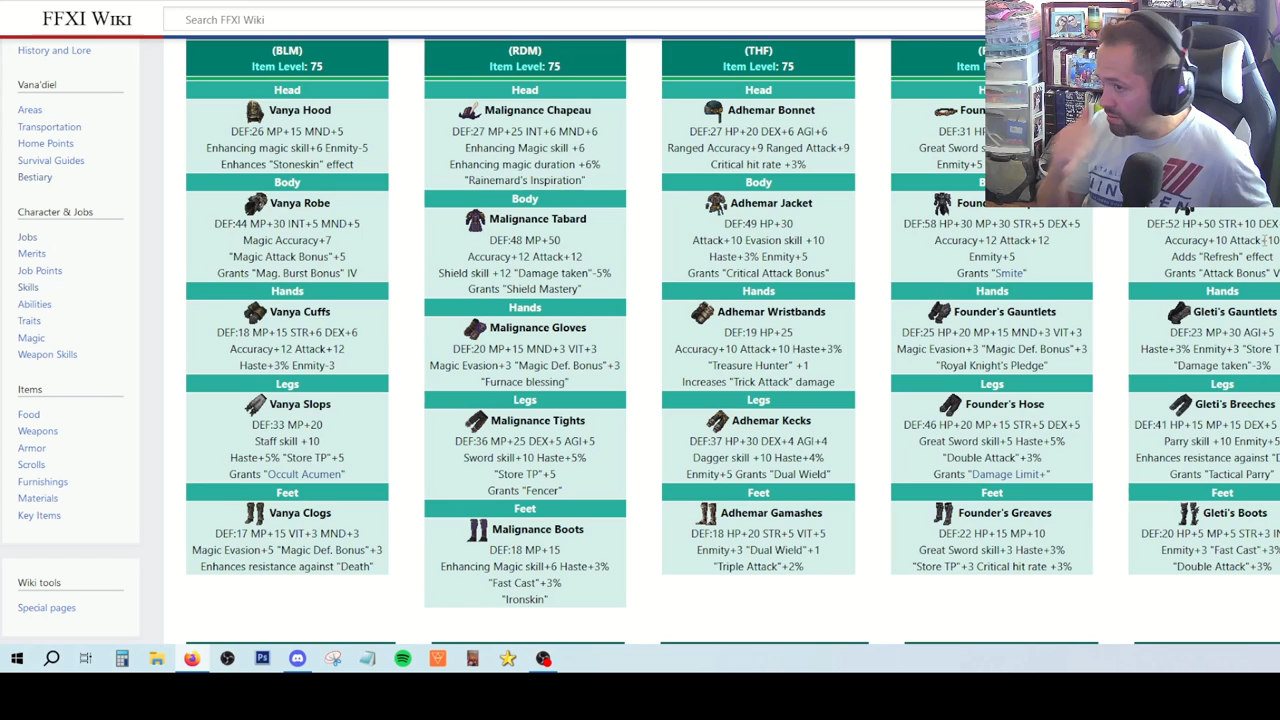 FFXI WIKI
Search FFXI Wiki
History and Lore
Vana'diel
Areas
Transportation
Home Points
Survival Guides
Bestiary
Character & Jobs
Jobs
Merits
Job Points
Skills
Abilities
Traits
Magic
Weapon Skills
Items
Food
Weapons
Armor
Scrolls
Furnishings
Materials
Key Items
Wiki tools
Special pages
(BLM)
Item Level: 75
Head
Vanya Hood
DEF:26 MP+15 MND+5
Enhancing magic skill+6 Enmity-5
Enhances "Stoneskin" effect
Body
Vanya Robe
DEF:44 MP+30 INT+5 MND+5
Magic Accuracy+7
"Magic Attack Bonus"+5
Grants "Mag. Burst Bonus" IV
Hands
Vanya Cuffs
DEF:18 MP+15 STR+6 DEX+6
Accuracy+12 Attack+12
Haste+3% Enmity-3
Legs
Vanya Slops
DEF:33 MP+20
Staff skill +10
Haste+5% "Store TP"+5
Grants "Occult Acumen"
Feet
Vanya Clogs
DEF:17 MP+15 VIT+3 MND+3
Magic Evasion+5 "Magic Def. Bonus"+3
Enhances resistance against "Death"
(RDM)
Item Level: 75
Head
Malignance Chapeau
DEF:27 MP+25 INT+6 MND+6
Enhancing Magic skill +6
Enhancing magic duration +6%
"Rainemard's Inspiration"
Body
Malignance Tabard
DEF:48 MP+50
Accuracy+12 Attack+12
Shield skill +12 "Damage taken"-5%
Grants "Shield Mastery"
Hands
Malignance Gloves
DEF:20 MP+15 MND+3 VIT+3
Magic Evasion+3 "Magic Def. Bonus"+3
"Furnace blessing"
Legs
Malignance Tights
DEF:36 MP+25 DEX+5 AGI+5
Sword skill+10 Haste+5%
"Store TP"+5
Grants "Fencer"
Feet
Malignance Boots
DEF:18 MP+15
Enhancing Magic skill+6 Haste+3%
"Fast Cast"+3%
"Ironskin"
(THF)
Item Level: 75
Head
Adhemar Bonnet
DEF:27 HP+20 DEX+6 AGI+6
Ranged Accuracy+9 Ranged Attack+9
Critical hit rate +3%
Body
Adhemar Jacket
DEF:49 HP+30
Attack+10 Evasion skill +10
Haste+3% Enmity+5
Grants "Critical Attack Bonus"
Hands
Adhemar Wristbands
DEF:19 HP+25
Accuracy+10 Attack+10 Haste+3%
"Treasure Hunter" +1
Increases "Trick Attack" damage
Legs
Adhemar Kecks
DEF:37 HP+30 DEX+4 AGI+4
Dagger skill +10 Haste+4%
Enmity+5 Grants "Dual Wield"
Feet
Adhemar Gamashes
DEF:18 HP+20 STR+5 VIT+5
Enmity+3 "Dual Wield"+1
"Triple Attack"+2%
Item
Head
DEF:31 HP
Great Sword
Enmity+5
DEF:58 HP+30 MP+30 STR+5 DEX+5
Accuracy+12 Attack+12
Enmity+5
Grants "Smite"
Hands
Founder's Gauntlets
DEF:25 HP+20 MP+15 MND+3 VIT+3
Magic Evasion+3 "Magic Def. Bonus"+3
"Royal Knight's Pledge"
Legs
Founder's Hose
DEF:46 HP+20 MP+15 STR+5 DEX+5
Great Sword skill+5 Haste+5%
"Double Attack"+3%
Grants "Damage Limit+"
Feet
Founder's Greaves
DEF:22 HP+15 MP+10
Great Sword skill+3 Haste+3%
"Store TP"+3 Critical hit rate +3%
DEF:52 HP+50 STR+10 DEX
Accuracy+10 Attack+10
Adds "Refresh" effect
Grants "Attack Bonus" V
Hands
Gleti's Gauntlets
DEF:23 MP+30 AGI+5
Haste+3% Enmity+3 "Store T
"Damage taken"-3%
Legs
Gleti's Breeches
DEF:41 HP+15 MP+15 MND+
Parry skill +10 Enmity+5
Enhances resistance against "D
Grants "Tactical Parry"
Feet
Gleti's Boots
DEF:20 HP+5 MP+5 STR+3 IN
Enmity+3 "Fast Cast"+3%
"Double Attack"+3%